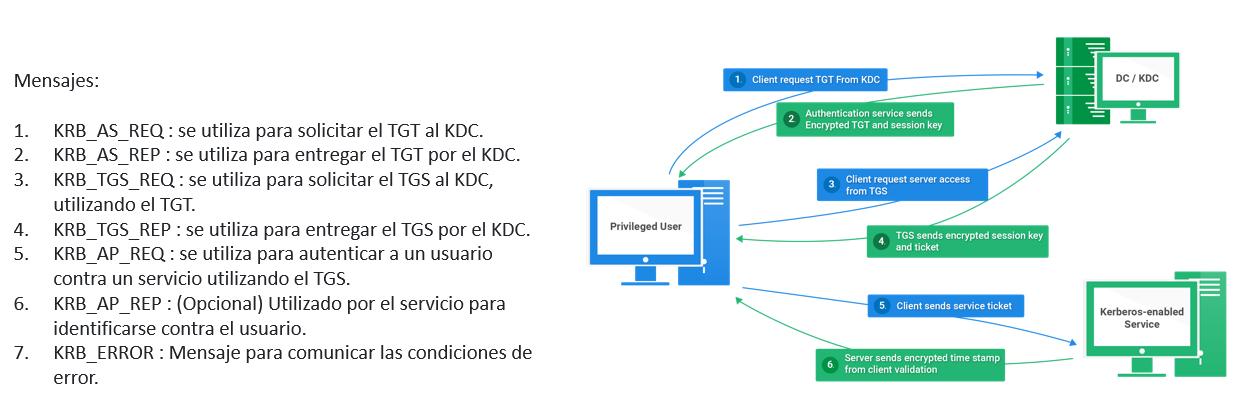 Mensajes:
1. KRB_AS_REQ : se utiliza para solicitar el TGT al KDC.
2. KRB_AS_REP : se utiliza para entregar el TGT por el KDC.
3. KRB_TGS_REQ : se utiliza para solicitar el TGS al KDC,
utilizando el TGT.
4. KRB_TGS_REP : se utiliza para entregar el TGS por el KDC.
5. KRB_AP_REQ : se utiliza para autenticar a un usuario
contra un servicio utilizando el TGS.
6. KRB_AP_REP : (Opcional) Utilizado por el servicio para
identificarse contra el usuario.
7. KRB_ERROR : Mensaje para comunicar las condiciones de
error.
1. Client request TGT From KDC
DC / KDC
2. Authentication service sends
Encrypted TGT and session key
3. Client request server access
from TGS
Privileged User
4. TGS sends encrypted session key
and ticket
5. Client sends service ticket
Kerberos-enabled
Service
6. Server sends encrypted time stamp
from client validation